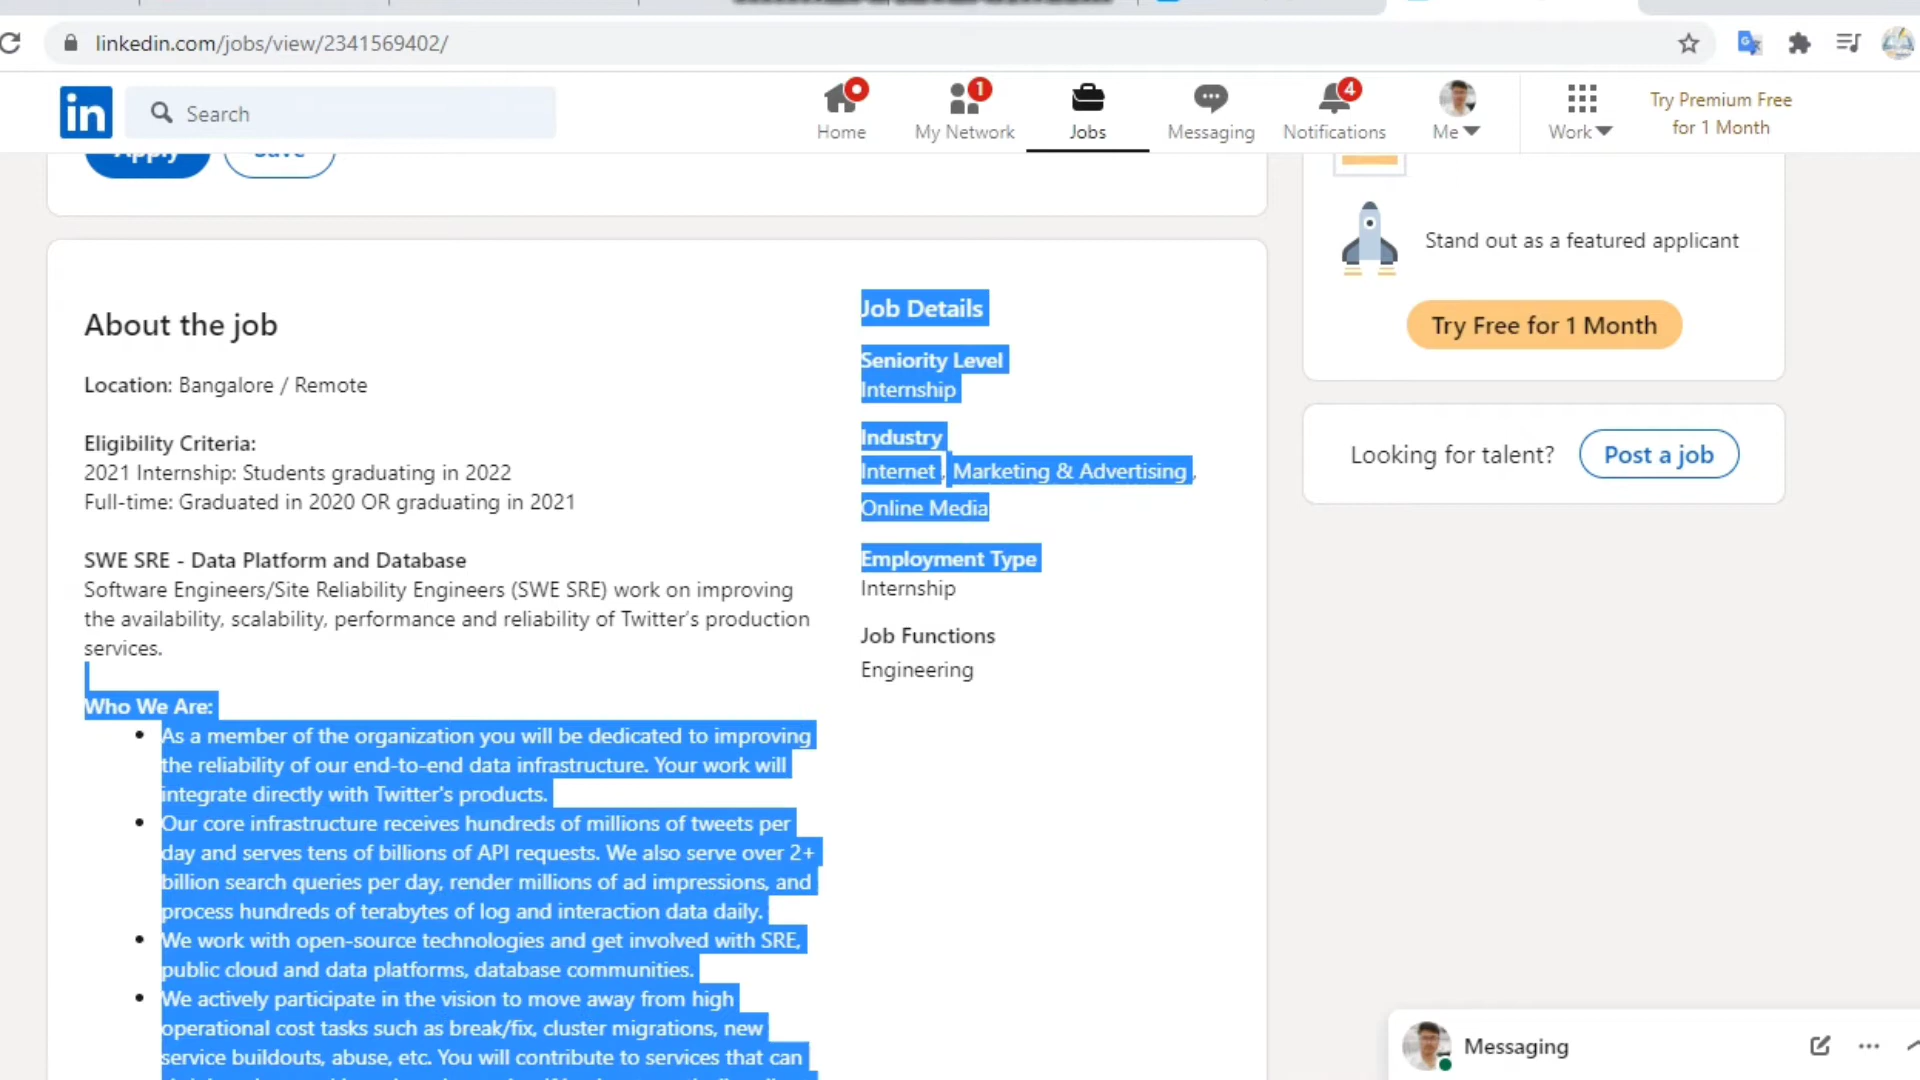 linkedin.com/jobs/view/2341569402/
in
Search
Home
1
My Network
Jobs
Messaging
4
Notifications
Me
Work
Try Premium Free
for 1 Month
Apply
Save
Stand out as a featured applicant
Try Free for 1 Month
Looking for talent?
Post a job
About the job
Location: Bangalore / Remote
Eligibility Criteria:
2021 Internship: Students graduating in 2022
Full-time: Graduated in 2020 OR graduating in 2021
SWE SRE - Data Platform and Database
Software Engineers/Site Reliability Engineers (SWE SRE) work on improving
the availability, scalability, performance and reliability of Twitter's production
services.
Who We Are:
• As a member of the organization you will be dedicated to improving
the reliability of our end-to-end data infrastructure. Your work will
integrate directly with Twitter's products.
• Our core infrastructure receives hundreds of millions of tweets per
day and serves tens of billions of API requests. We also serve over 2+
billion search queries per day, render millions of ad impressions, and
process hundreds of terabytes of log and interaction data daily.
• We work with open-source technologies and get involved with SRE,
public cloud and data platforms, database communities.
• We actively participate in the vision to move away from high
operational cost tasks such as break/fix, cluster migrations, new
service buildouts, abuse, etc. You will contribute to services that can
Job Details
Seniority Level
Internship
Industry
Internet, Marketing & Advertising,
Online Media
Employment Type
Internship
Job Functions
Engineering
Messaging